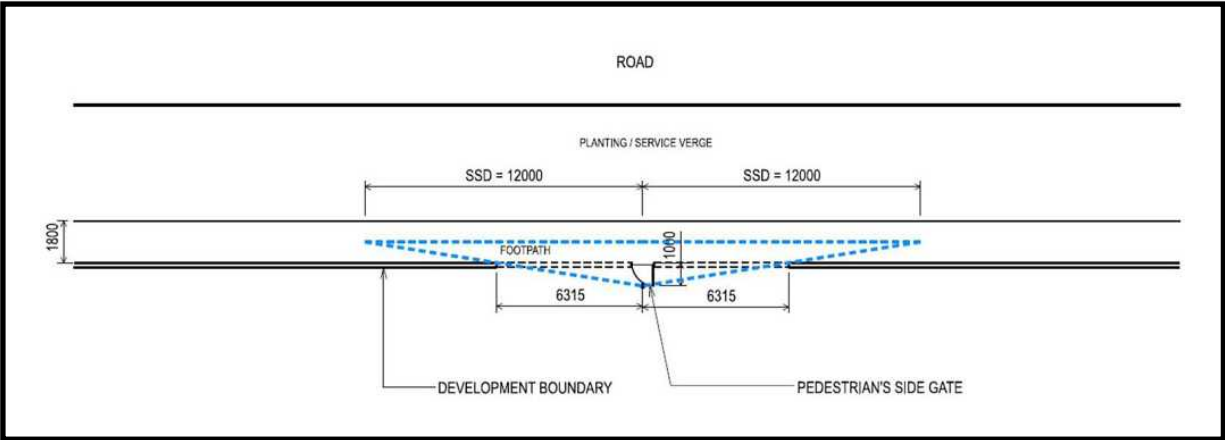 ROAD
PLANTING / SERVICE VERGE
SSD = 12000
SSD = 12000
1800
FOOTPATH
1000
6315
6315
DEVELOPMENT BOUNDARY
PEDESTRIAN'S SIDE GATE